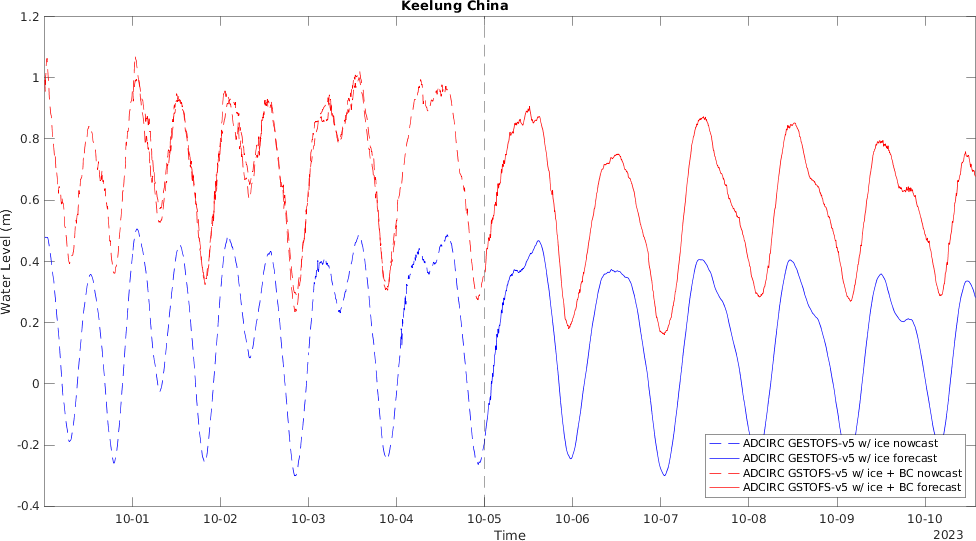 Keelung China
1.2
1
0.8
0.6
0.4
0.2
0
-0.2
-0.4
Water Level (m)
ADCIRC GESTOFS-v5 w/ ice nowcast
ADCIRC GESTOFS-v5 w/ ice forecast
ADCIRC GSTOFS-v5 w/ ice + BC nowcast
ADCIRC GSTOFS-v5 w/ ice + BC forecast
10-01 10-02 10-03 10-04 10-05 10-06 10-07 10-08 10-09 10-10
Time
2023